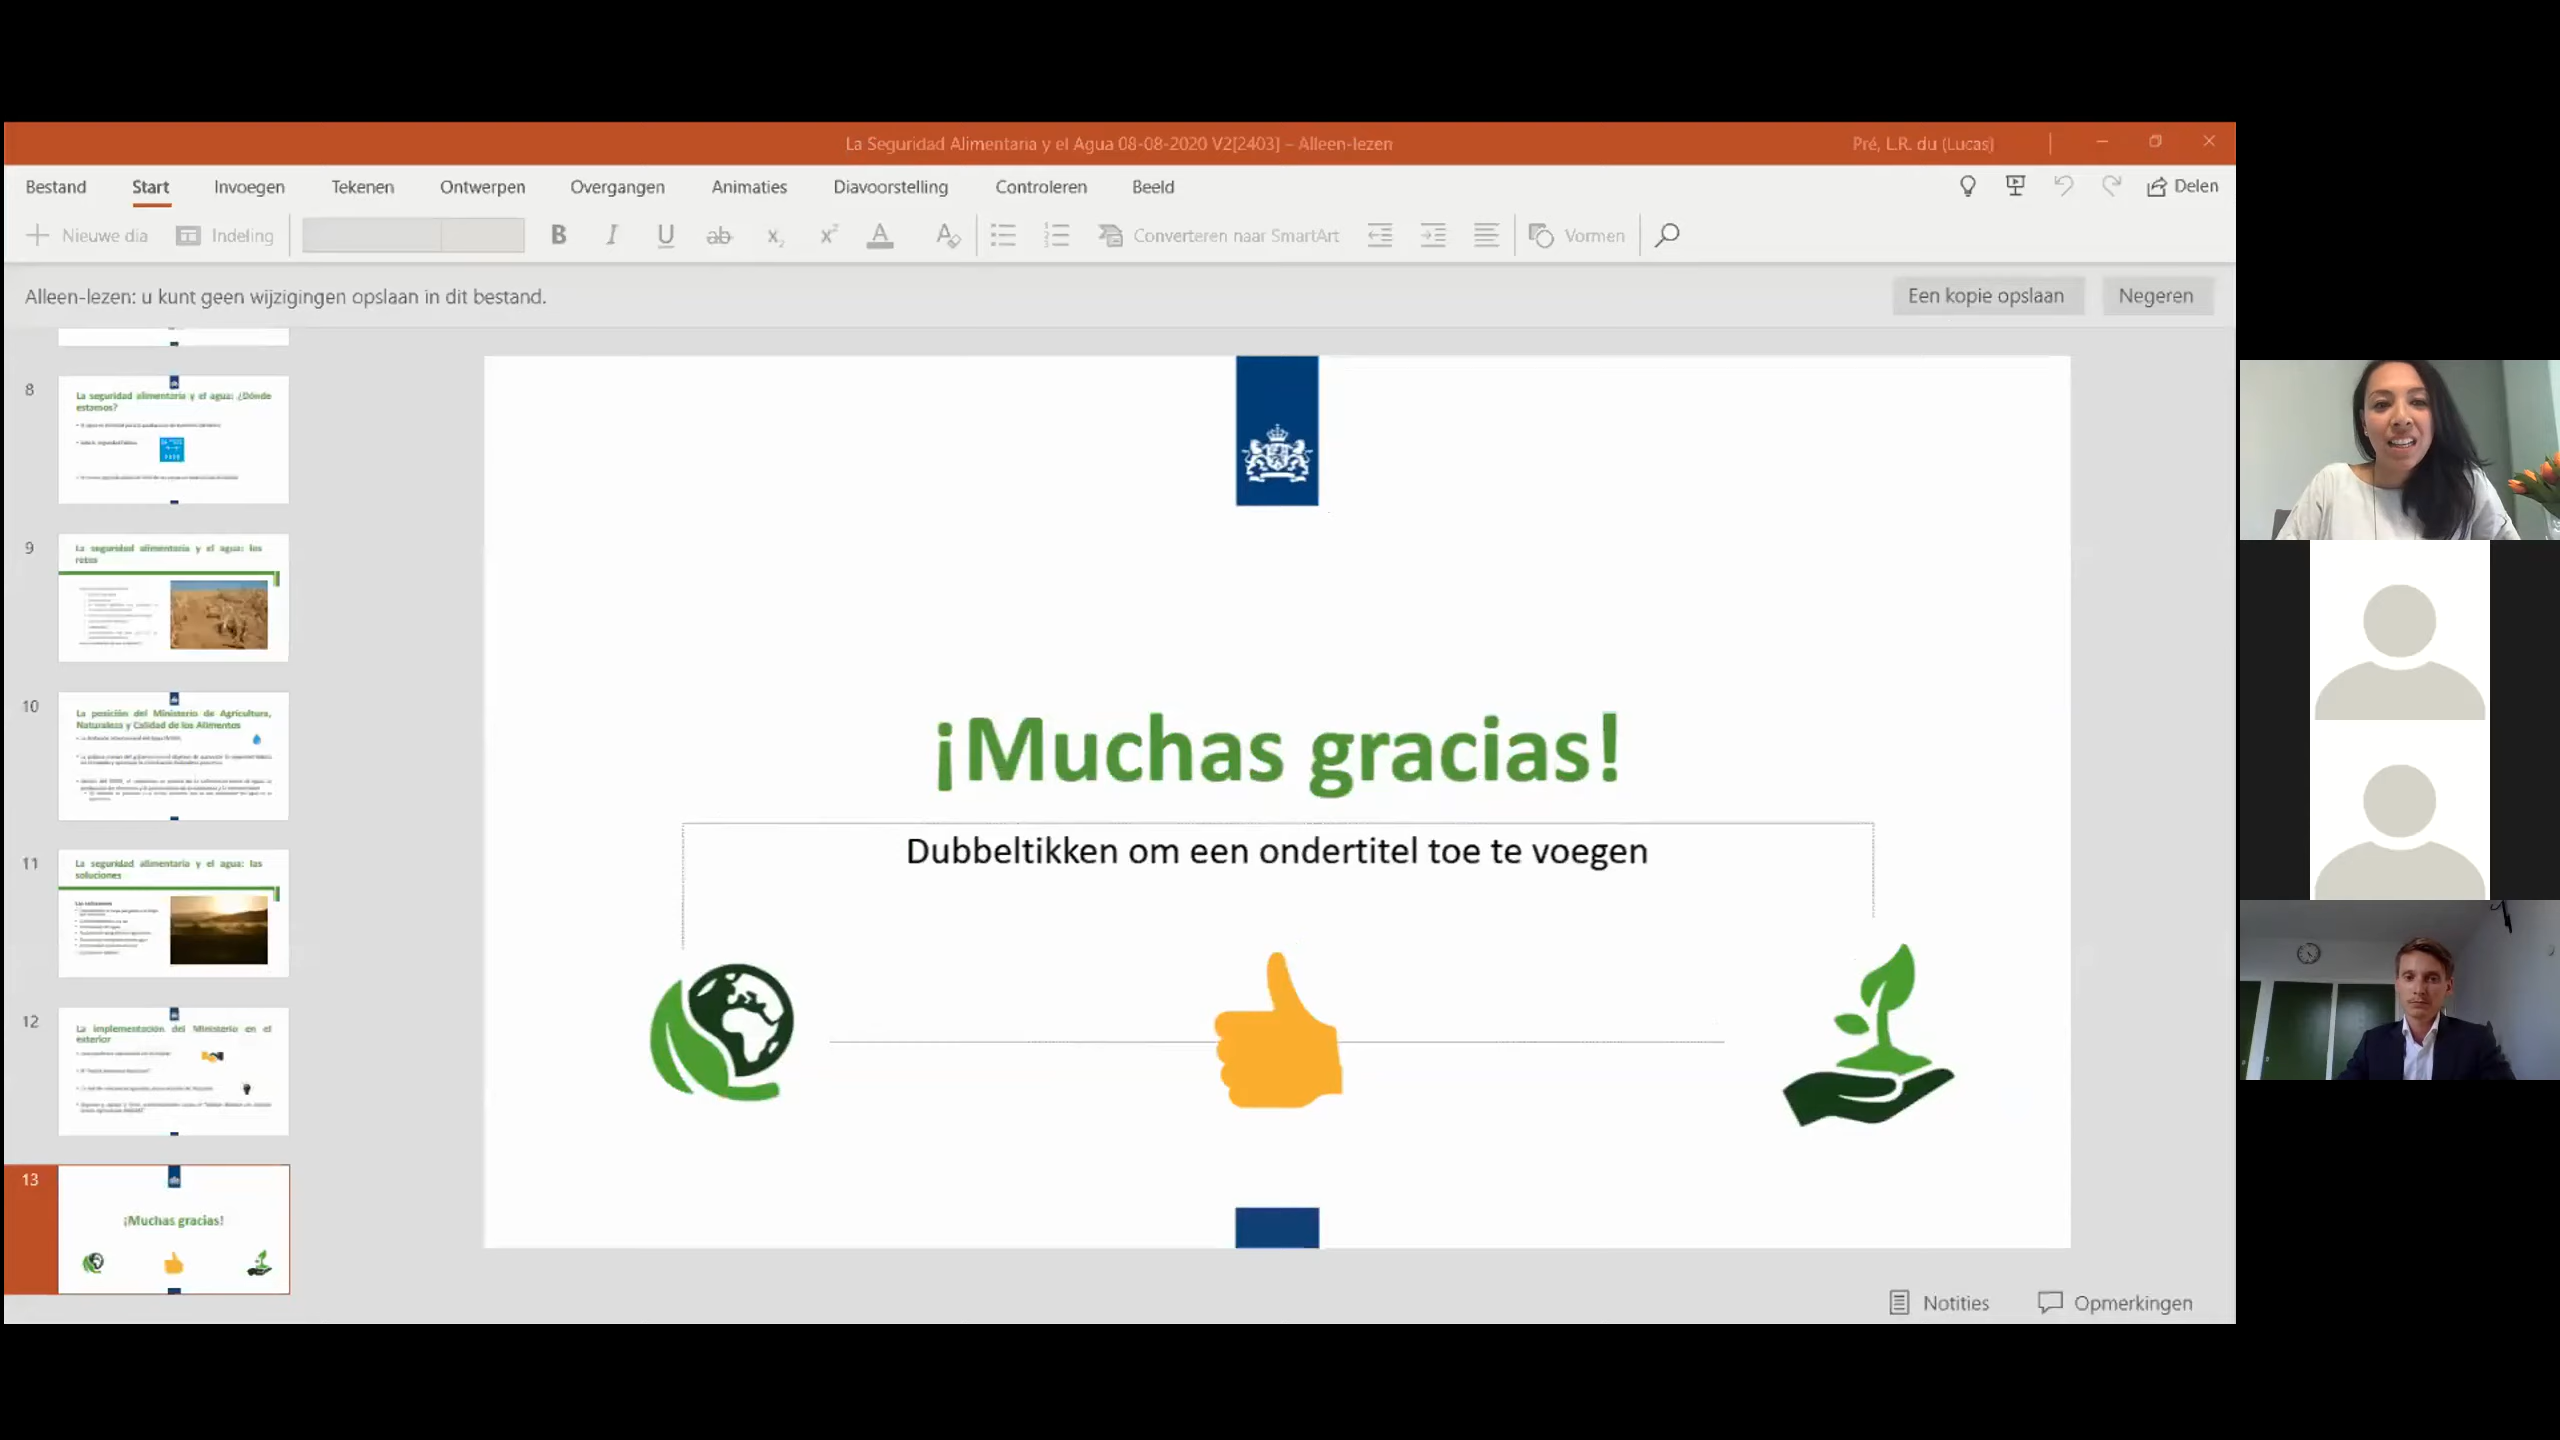 La Seguridad Alimentaria y el Agua 08-08-2020 V2[2403] – Alleen-lezen
Pré, L.R. du (Lucas)
Bestand Start Invoegen Tekenen Ontwerpen Overgangen Animaties Diavoorstelling Controleren Beeld Delen
Nieuwe dia Indeling B I U ab x₂ x² A A Converteren naar SmartArt Vormen
Alleen-lezen: u kunt geen wijzigingen opslaan in dit bestand.
Een kopie opslaan Negeren
8
La seguridad alimentaria y el agua: ¿Dónde
estamos?
9
La seguridad alimentaria y el agua: los
retos
10
La posición del Ministerio de Agricultura,
Naturaleza y Calidad de los Alimentos
11
La seguridad alimentaria y el agua: las
soluciones
12
La implementación del Ministerio en el
exterior
13
¡Muchas gracias!
¡Muchas gracias!
Dubbeltikken om een ondertitel toe te voegen
Notities Opmerkingen